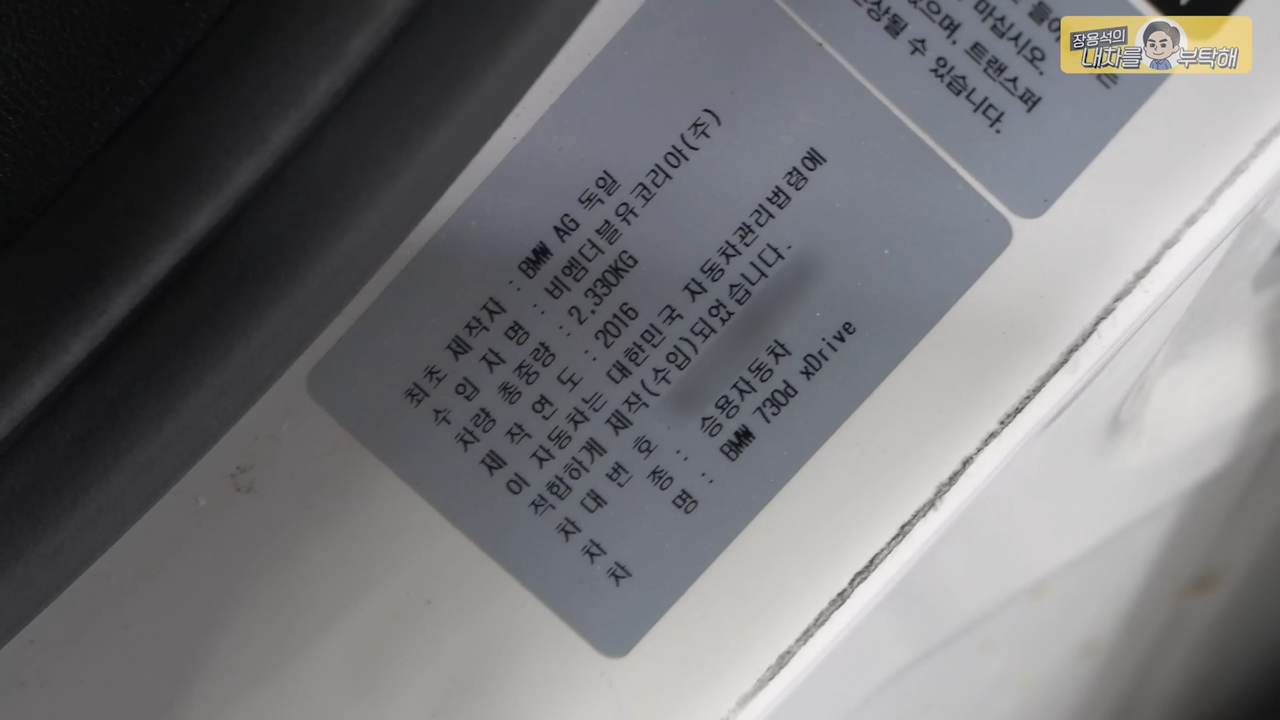 장용석의
내차를 부탁해
마십시오.
있으며, 트랜스퍼
상될 수 있습니다.
최초 제작자 : BMW AG 독일
수 입 자 명 : 비엠더블유코리아(주)
차량 총중량 : 2,330KG
제 작 연 도 : 2016
이 자동차는 대한민국 자동차관리법령에
적합하게 제작(수입)되었습니다.
차 대 번 호 :
차 종 : 승용자동차
차 명 : BMW 730d xDrive